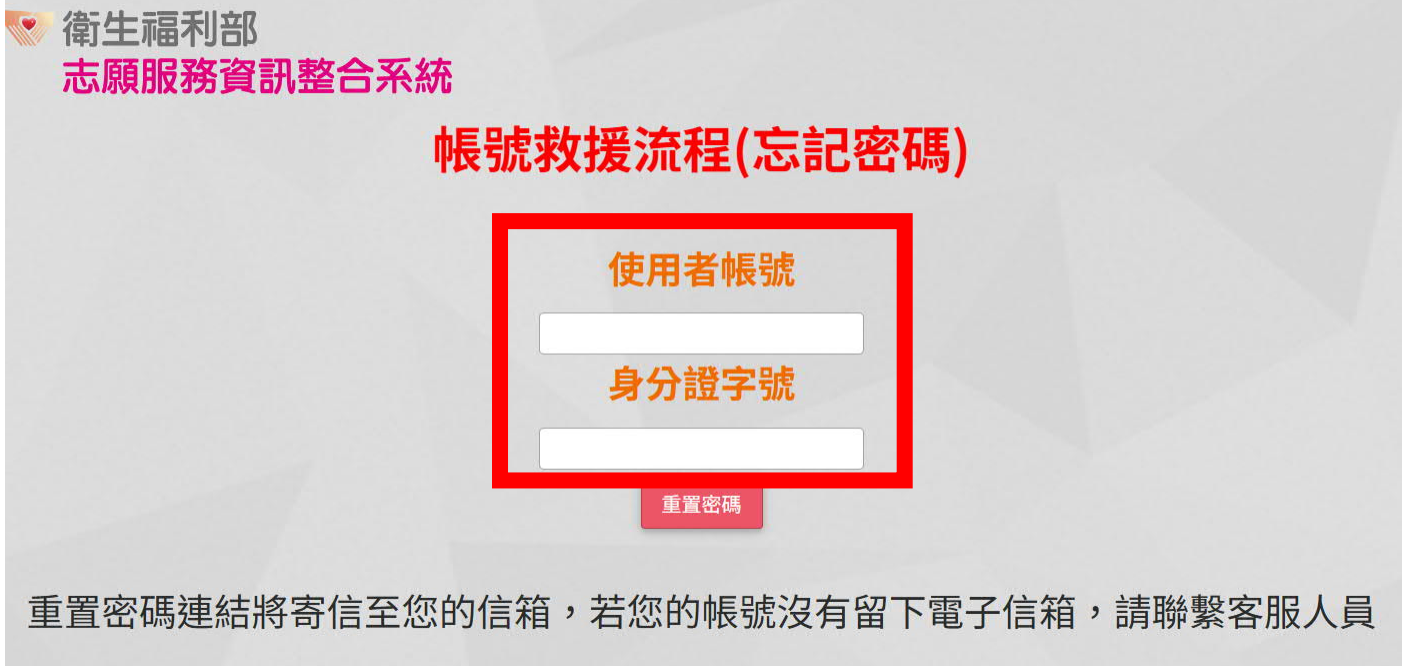 衛生福利部
志願服務資訊整合系統
帳號救援流程(忘記密碼)
使用者帳號
身分證字號
重置密碼
重置密碼連結將寄信至您的信箱，若您的帳號沒有留下電子信箱，請聯繫客服人員